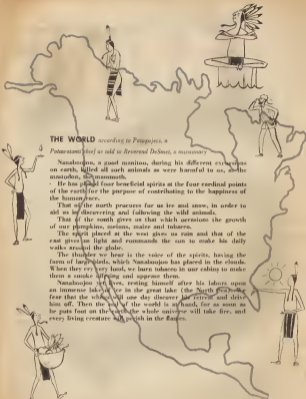 THE WORLD according to Potogojecs, a
Potawatomi chief as told to Reverend DeSmet, a missionary
Nanaboojoo, a good manitou, during his different excursions
on earth, killed all such animals as were harmful to us, as the
mastodon, the mammoth.
He has placed four beneficial spirits at the four cardinal points
of the earth for the purpose of contributing to the happiness of
the human race.
That of the north procures for us ice and snow, in order to
aid us in discovering and following the wild animals.
That of the south gives us that which occasions the growth
of our pumpkins, melons, maize and tobacco.
The spirit placed at the west gives us rain and that of the
east gives us light and commands the sun to make his daily
walks around the globe.
The thunder we hear is the voice of the spirits, having the
form of large birds, which Nanaboojoo has placed in the clouds.
When they cry very loud, we burn tobacco in our cabins to make
them a smoke offering and appease them.
Nanaboojoo yet lives, resting himself after his labors upon
an immense lake of ice in the great lake (the North Sea). We
fear that the whites will one day discover his retreat and drive
him off. Then the end of the world is at hand, for as soon as
he puts foot on the earth the whole universe will take fire, and
every living creature will perish in the flames.